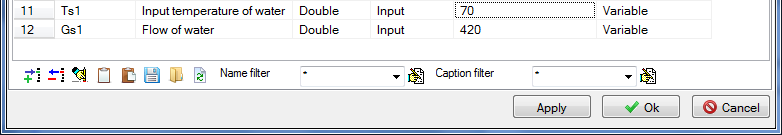 11 Ts1 Input temperature of water Double Input 70 Variable
12 Gs1 Flow of water Double Input 420 Variable
Name filter * Caption filter *
Apply Ok Cancel